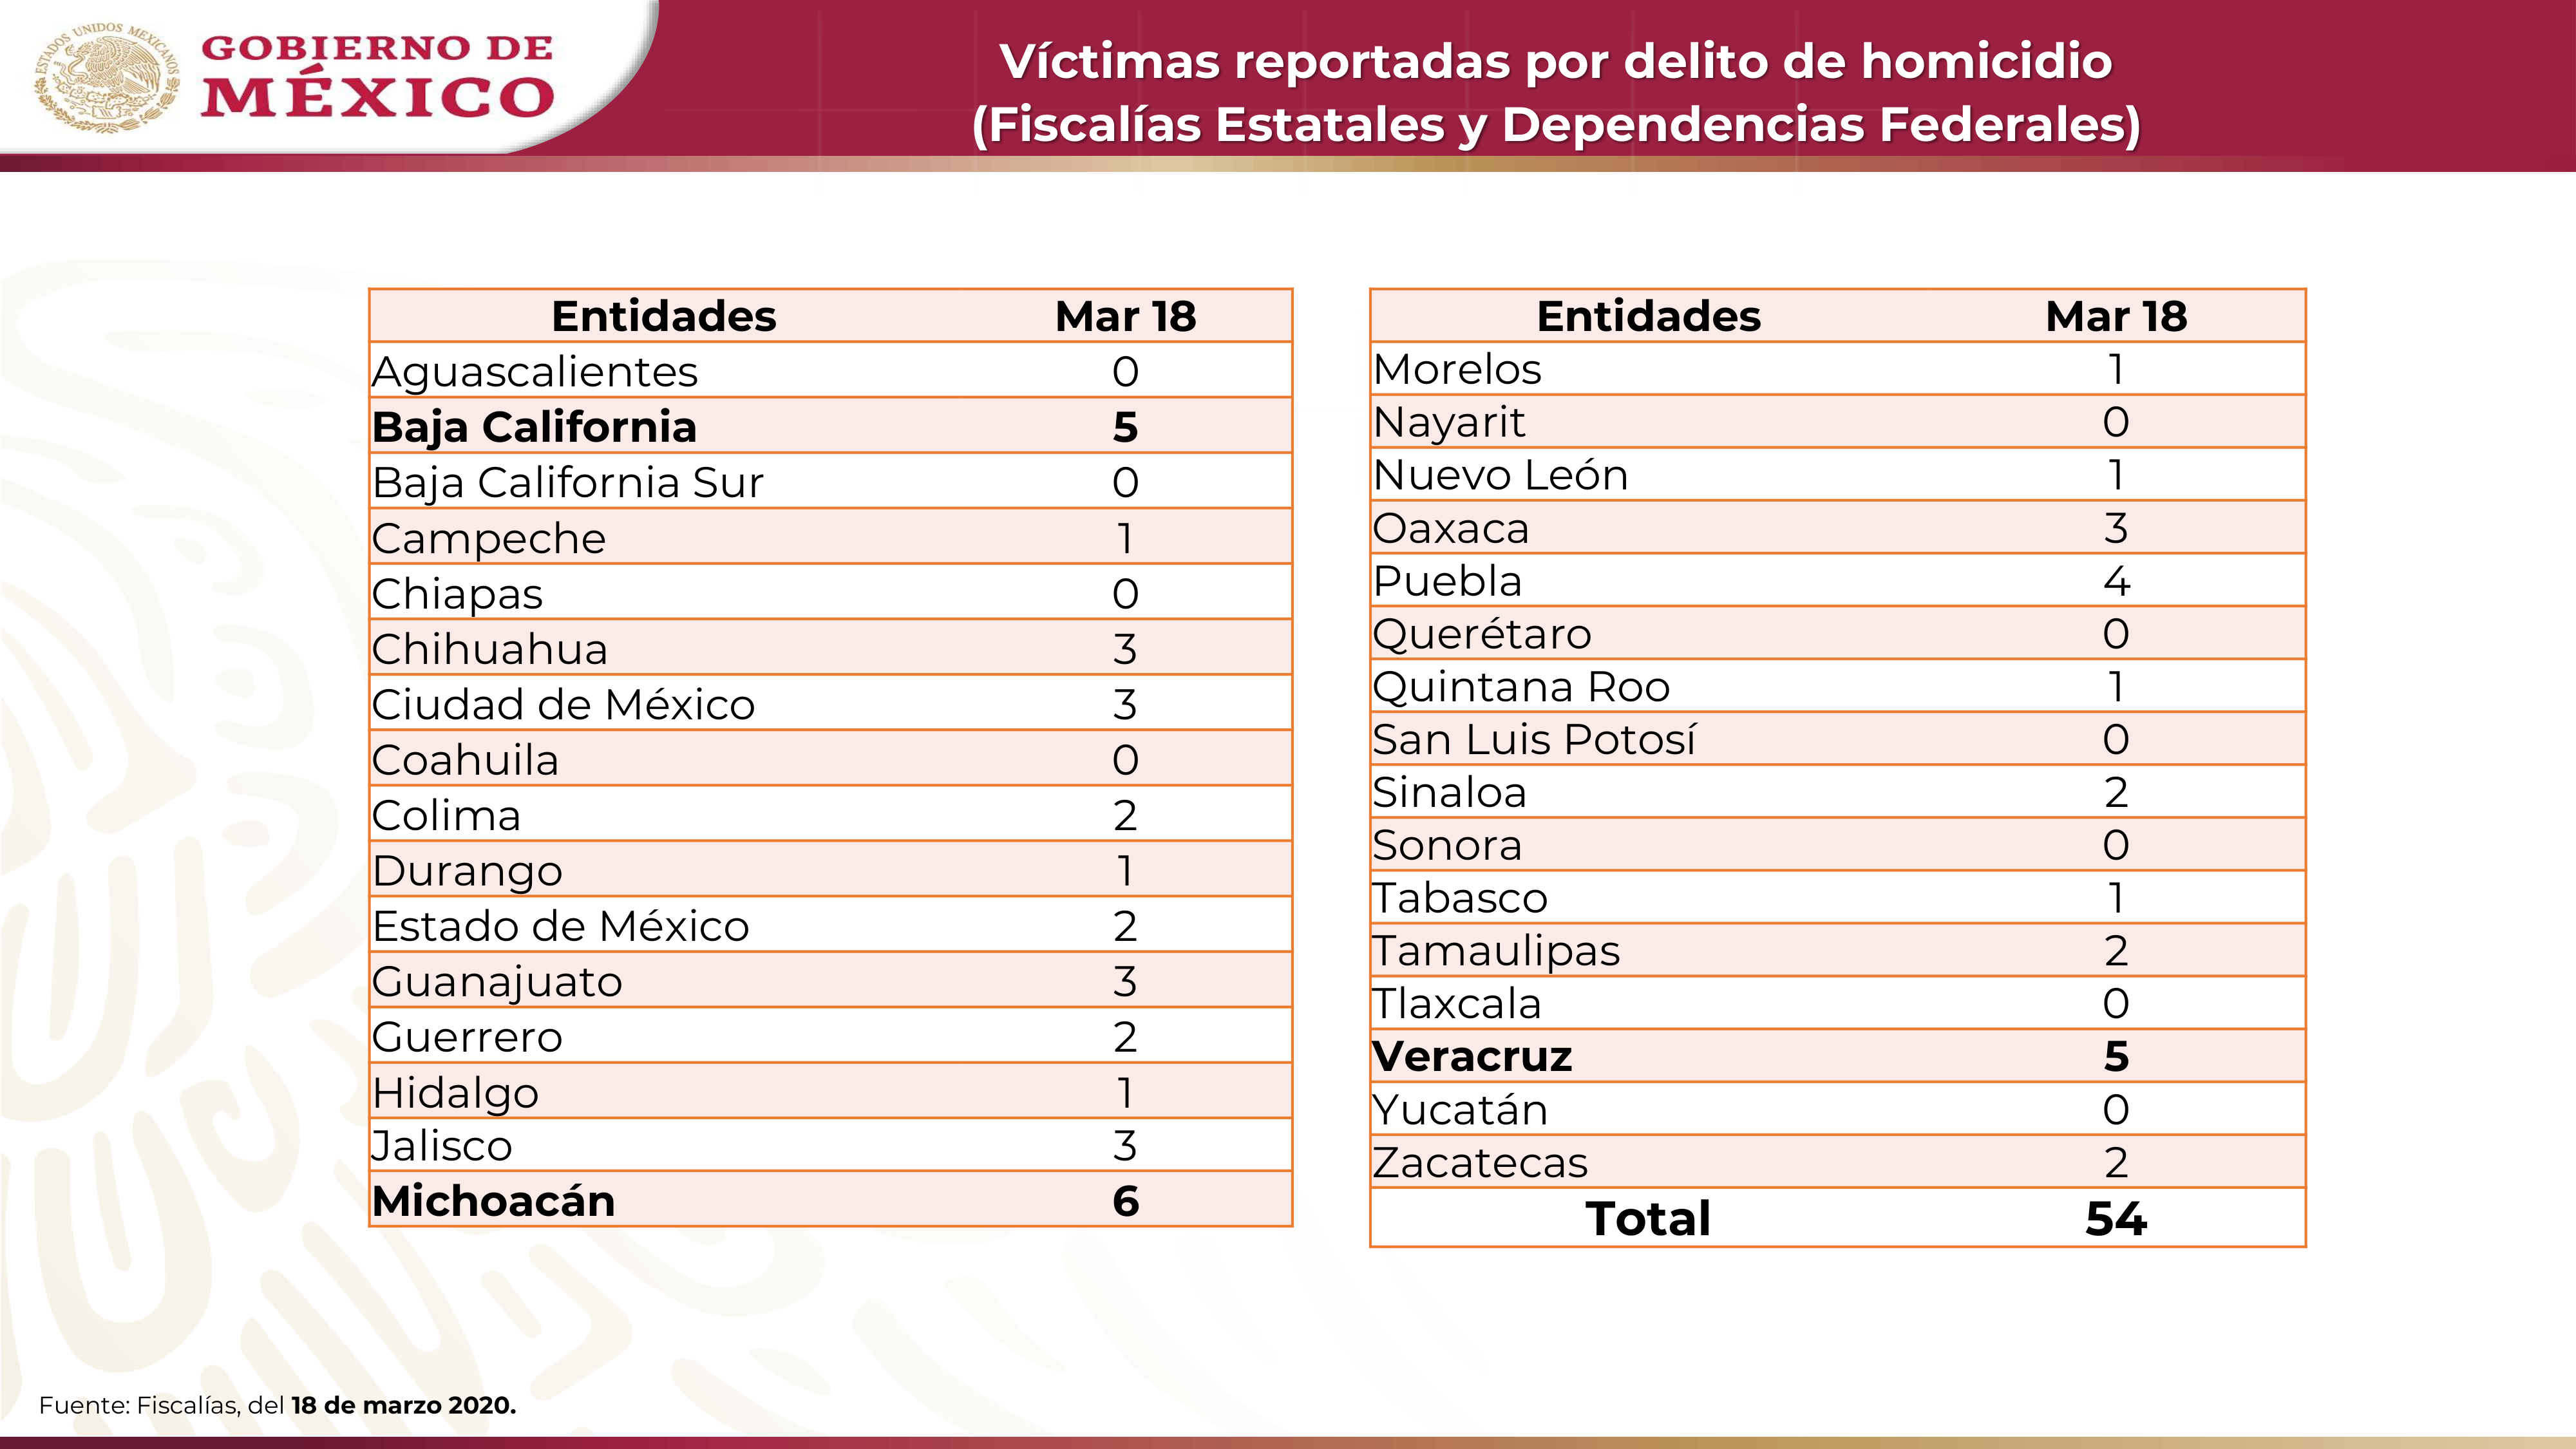 ESTADOS UNIDOS MEXICANOS
GOBIERNO DE
MÉXICO
Víctimas reportadas por delito de homicidio
(Fiscalías Estatales y Dependencias Federales)
Entidades Mar 18
Aguascalientes 0
Baja California 5
Baja California Sur 0
Campeche 1
Chiapas 0
Chihuahua 3
Ciudad de México 3
Coahuila 0
Colima 2
Durango 1
Estado de México 2
Guanajuato 3
Guerrero 2
Hidalgo 1
Jalisco 3
Michoacán 6
Entidades Mar 18
Morelos 1
Nayarit 0
Nuevo León 1
Oaxaca 3
Puebla 4
Querétaro 0
Quintana Roo 1
San Luis Potosí 0
Sinaloa 2
Sonora 0
Tabasco 1
Tamaulipas 2
Tlaxcala 0
Veracruz 5
Yucatán 0
Zacatecas 2
Total 54
Fuente: Fiscalías, del 18 de marzo 2020.